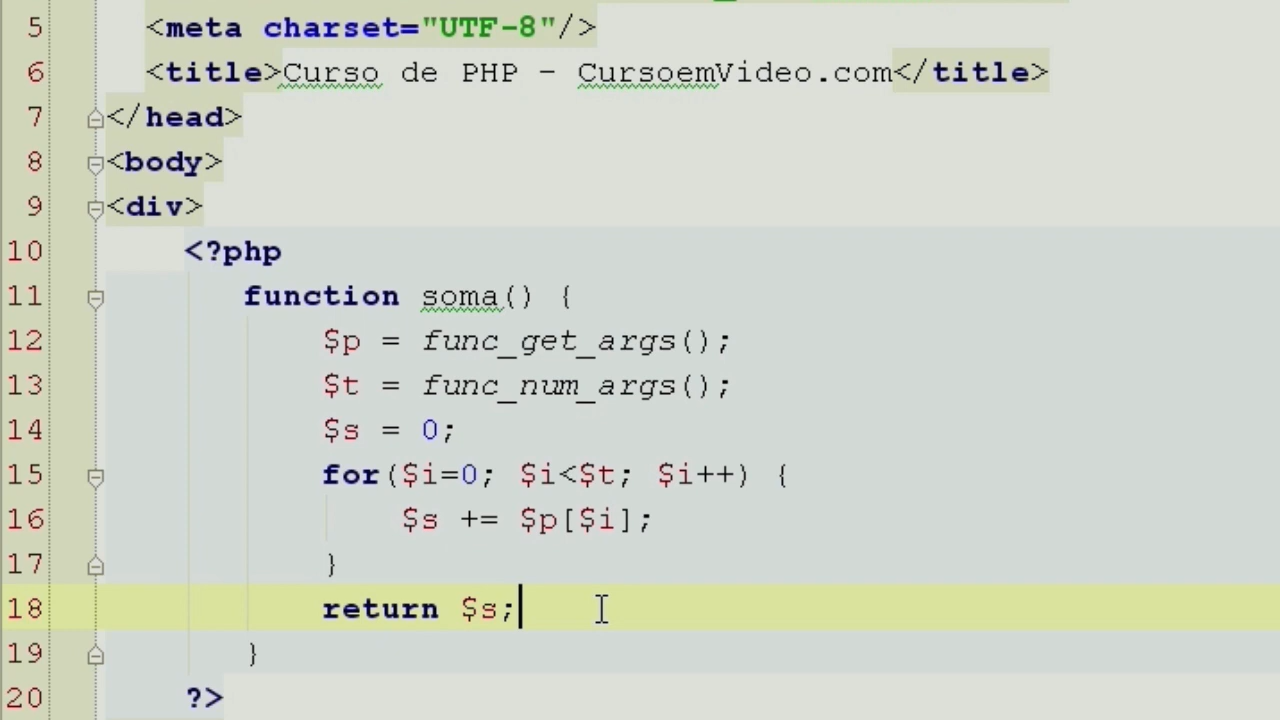 5 <meta charset="UTF-8"/>
6 <title>Curso de PHP - CursoemVideo.com</title>
7 </head>
8 <body>
9 <div>
10 <?php
11 function soma() {
12 $p = func_get_args();
13 $t = func_num_args();
14 $s = 0;
15 for($i=0; $i<$t; $i++) {
16 $s += $p[$i];
17 }
18 return $s;
19 }
20 ?>